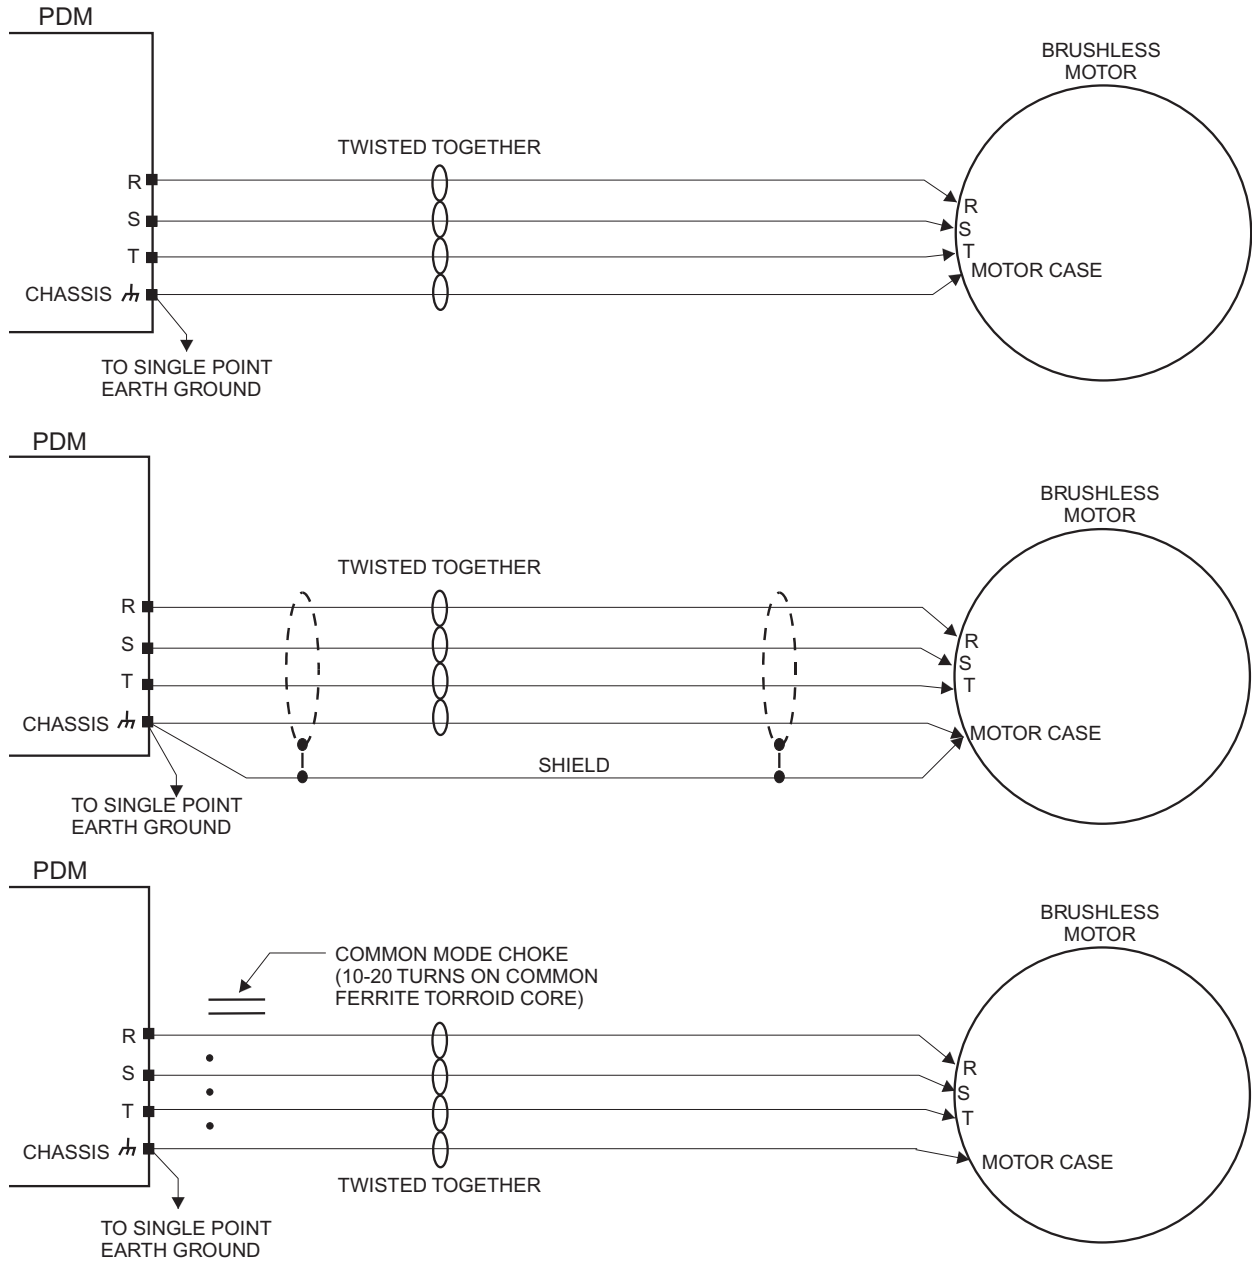 PDM
BRUSHLESS
MOTOR
TWISTED TOGETHER
R
S
T
CHASSIS
R
S
T
MOTOR CASE
TO SINGLE POINT
EARTH GROUND
PDM
BRUSHLESS
MOTOR
TWISTED TOGETHER
R
S
T
CHASSIS
R
S
T
MOTOR CASE
SHIELD
TO SINGLE POINT
EARTH GROUND
PDM
BRUSHLESS
MOTOR
COMMON MODE CHOKE
(10-20 TURNS ON COMMON
FERRITE TORROID CORE)
R
S
T
CHASSIS
R
S
T
MOTOR CASE
TWISTED TOGETHER
TO SINGLE POINT
EARTH GROUND